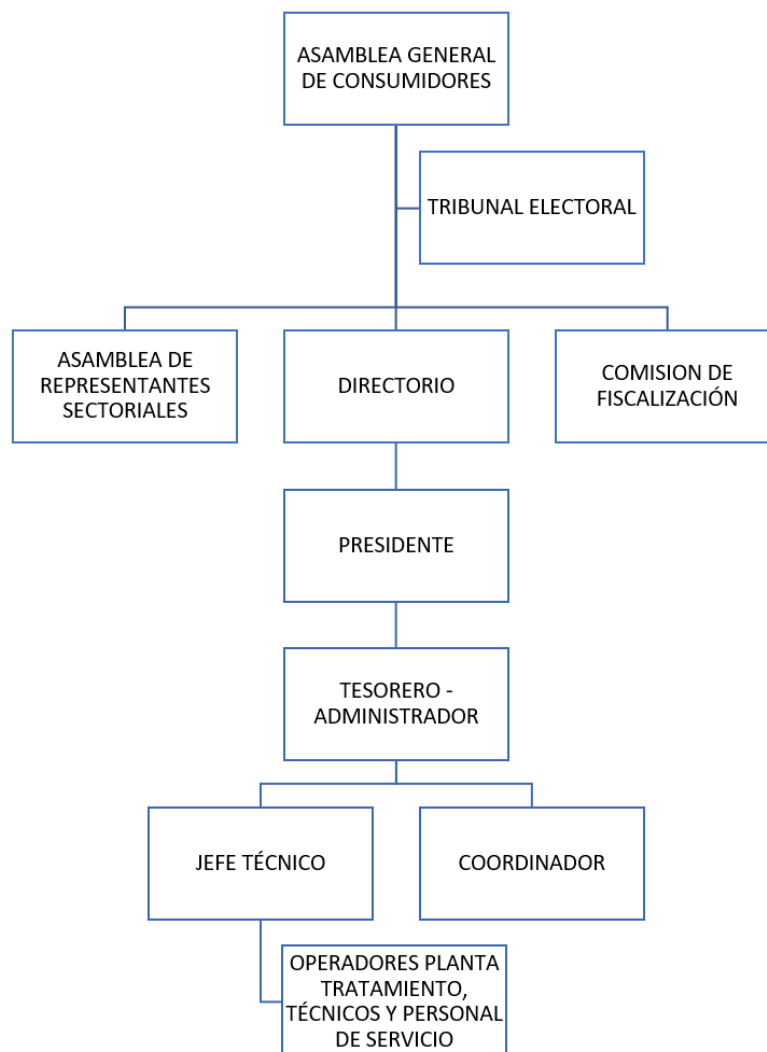 ASAMBLEA GENERAL
DE CONSUMIDORES
TRIBUNAL ELECTORAL
ASAMBLEA DE
REPRESENTANTES
SECTORIALES
DIRECTORIO
COMISION DE
FISCALIZACIÓN
PRESIDENTE
TESORERO -
ADMINISTRADOR
JEFE TÉCNICO
COORDINADOR
OPERADORES PLANTA
TRATAMIENTO,
TÉCNICOS Y PERSONAL
DE SERVICIO